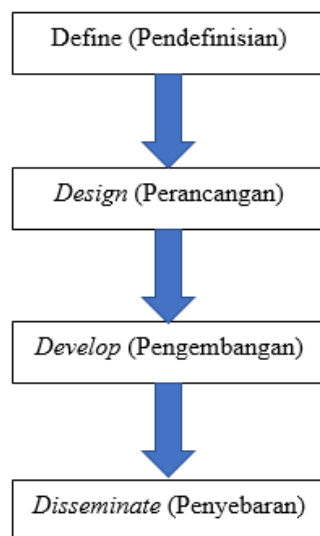 Define (Pendefinisian)
Design (Perancangan)
Develop (Pengembangan)
Disseminate (Penyebaran)